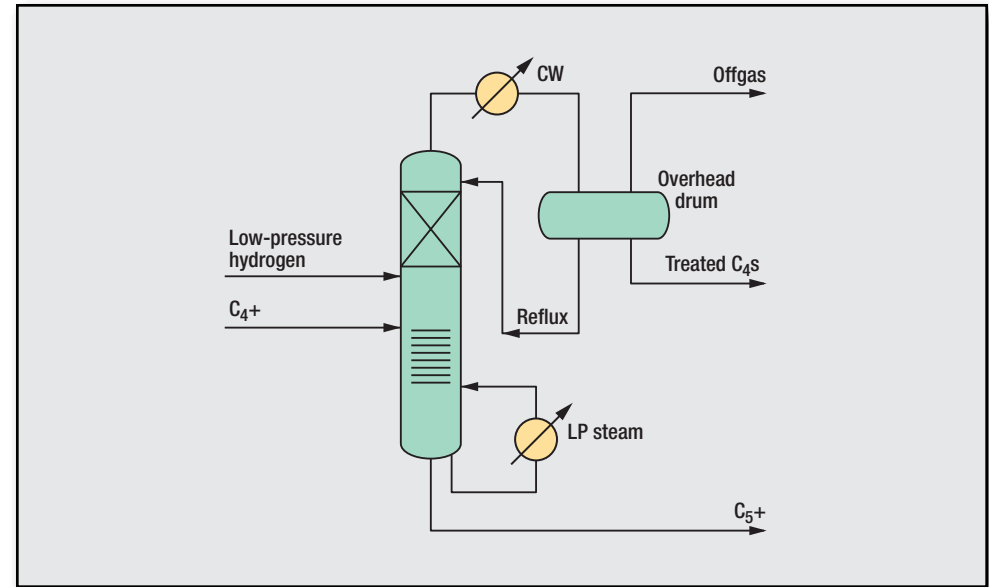 CW
Offgas
Overhead
drum
Low-pressure
hydrogen
Treated C₄s
C₄+
Reflux
LP steam
C₅+